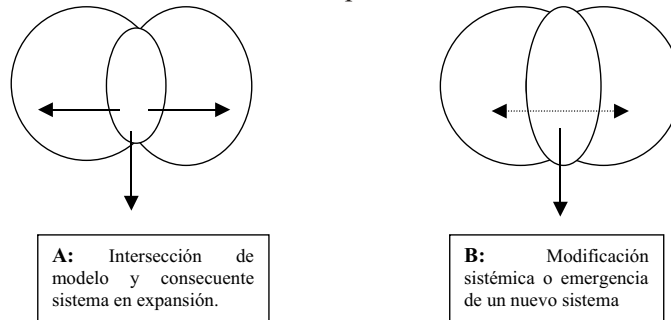 A: Intersección de
modelo y consecuente
sistema en expansión.
B: Modificación
sistémica o emergencia
de un nuevo sistema